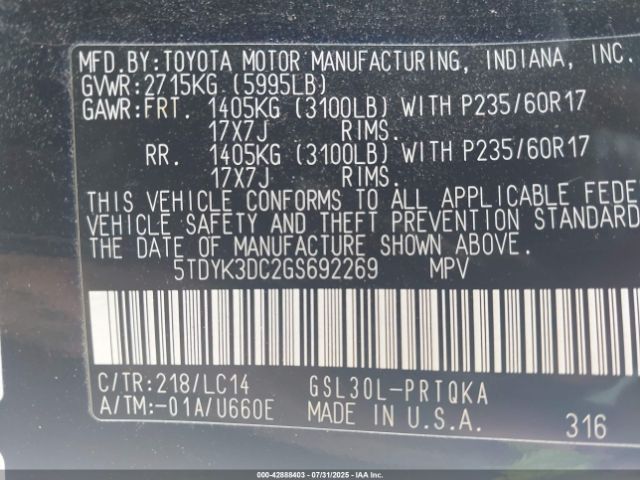 MFD.BY:TOYOTA MOTOR MANUFACTURING, INDIANA, INC.
GVWR:2715KG (5995LB)
GAWR:FRT. 1405KG (3100LB) WITH P235/60R17
17X7J RIMS.
RR. 1405KG (3100LB) WITH P235/60R17
17X7J RIMS.
THIS VEHICLE CONFORMS TO ALL APPLICABLE FEDE
VEHICLE SAFETY AND THEFT PREVENTION STANDARD
THE DATE OF MANUFACTURE SHOWN ABOVE.
5TDYK3DC2GS692269 MPV
C/TR:218/LC14 GSL30L-PRTQKA
A/TM:-01A/U660E MADE IN U.S.A. 316
000-42888403 - 07/31/2025 - IAAI.COM